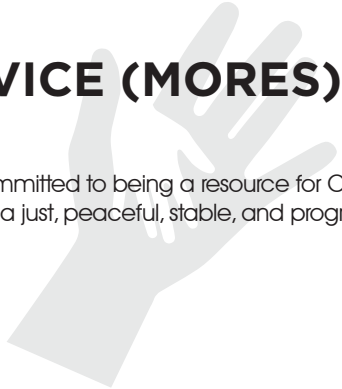 VICE (MORES)
mmitted to being a resource for C
a just, peaceful, stable, and progr